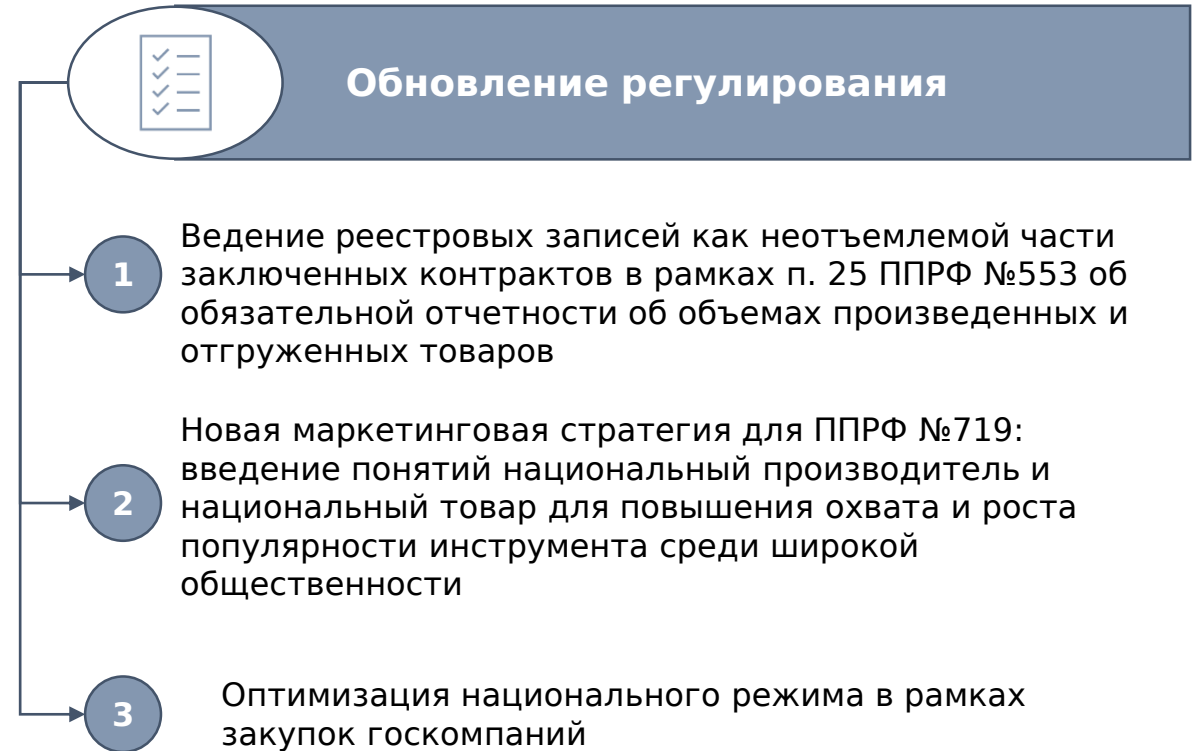 Обновление регулирования
1
Ведение реестровых записей как неотъемлемой части
заключенных контрактов в рамках п. 25 ППРФ №553 об
обязательной отчетности об объемах произведенных и
отгруженных товаров
2
Новая маркетинговая стратегия для ППРФ №719:
введение понятий национальный производитель и
национальный товар для повышения охвата и роста
популярности инструмента среди широкой
общественности
3
Оптимизация национального режима в рамках
закупок госкомпаний